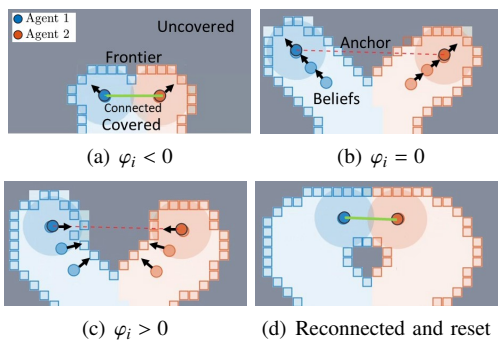 Agent 1
Agent 2
Uncovered
Frontier
Connected
Covered
(a) φᵢ < 0
Anchor
Beliefs
(b) φᵢ = 0
(c) φᵢ > 0
(d) Reconnected and reset